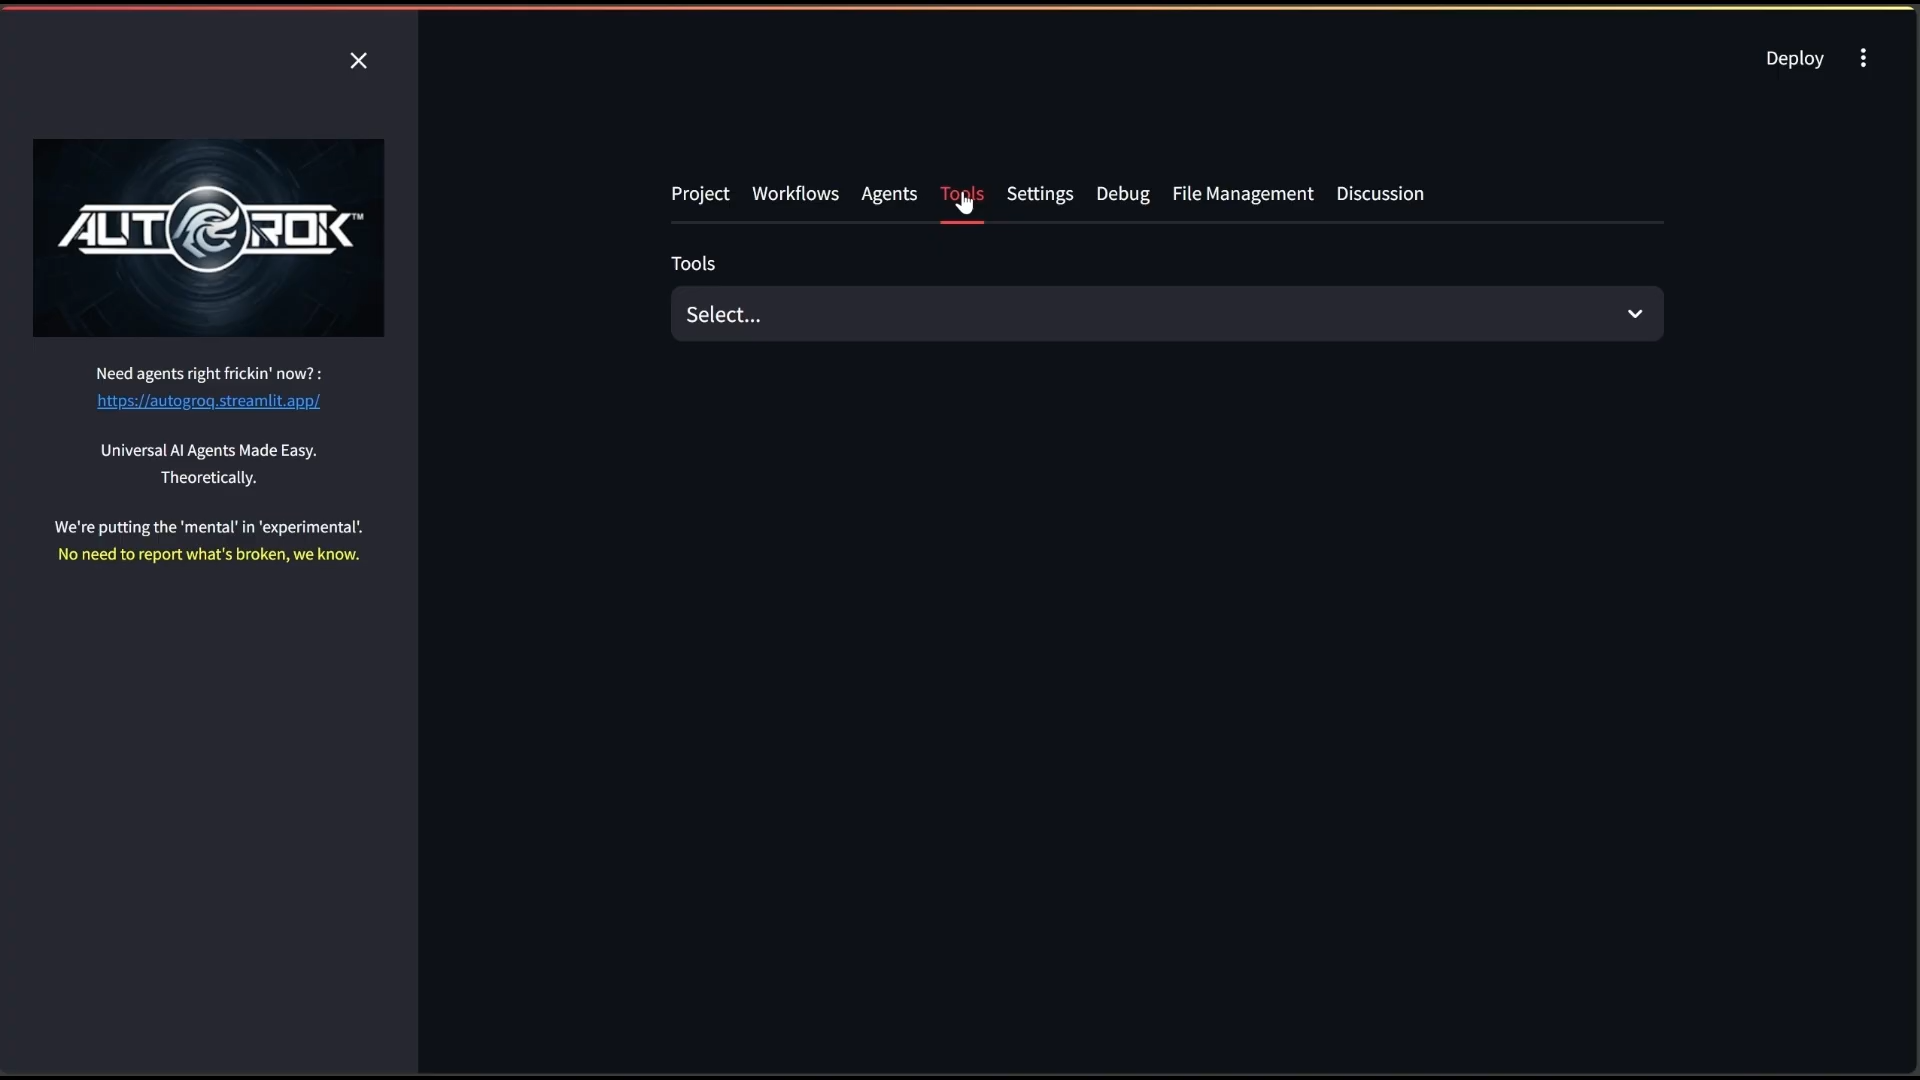 Deploy
AUTOROK™
Need agents right frickin' now? :
https://autogroq.streamlit.app/
Universal AI Agents Made Easy.
Theoretically.
We're putting the 'mental' in 'experimental'.
No need to report what's broken, we know.
Project Workflows Agents Tools Settings Debug File Management Discussion
Tools
Select...